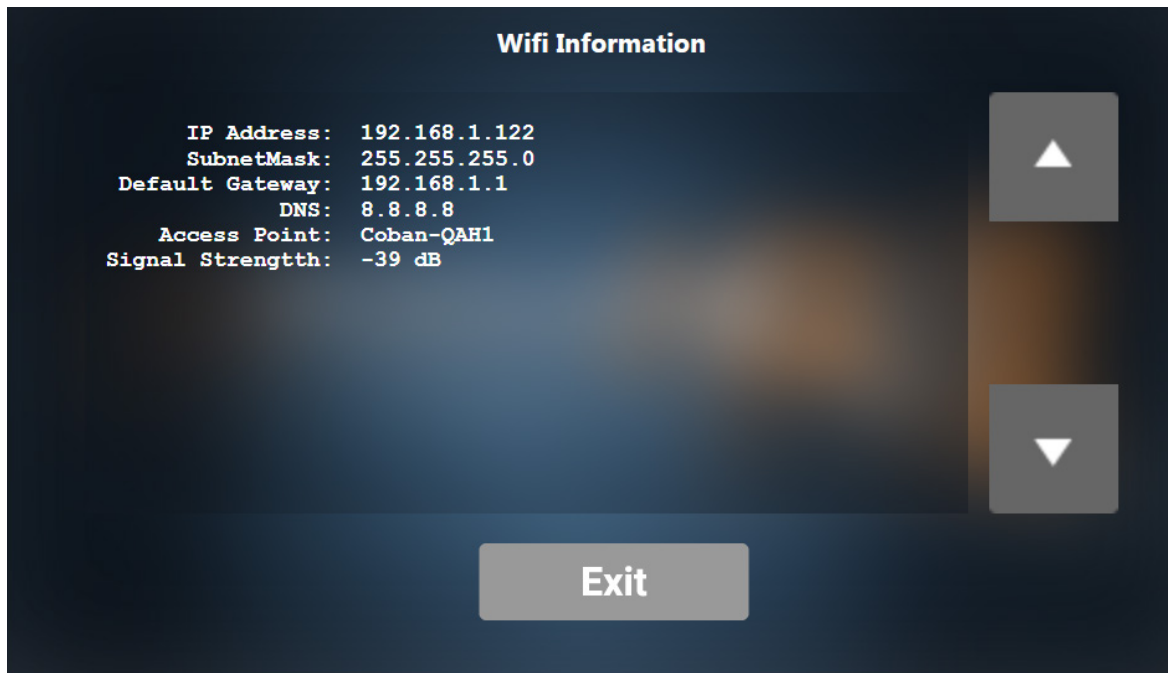 Wifi Information
IP Address: 192.168.1.122
SubnetMask: 255.255.255.0
Default Gateway: 192.168.1.1
DNS: 8.8.8.8
Access Point: Coban-QAH1
Signal Strengtth: -39 dB
Exit